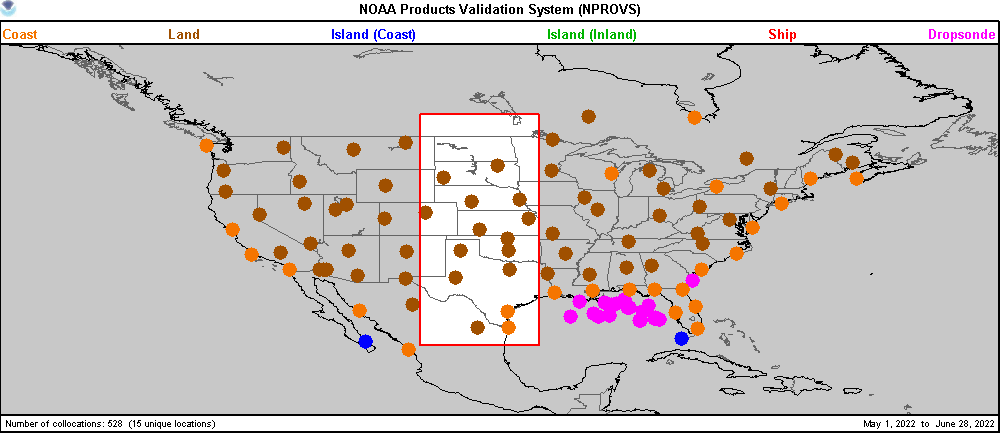 NOAA Products Validation System (NPROVS)
Coast Land Island (Coast) Island (Inland) Ship Dropsonde
Number of collocations: 528 (15 unique locations) May 1, 2022 to June 28, 2022